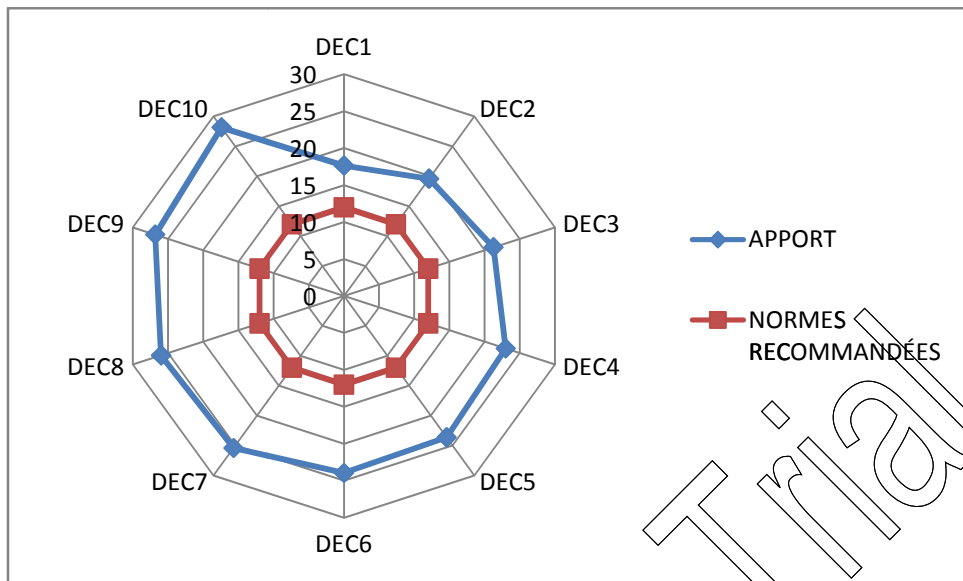 DEC1
30
DEC10
DEC2
25
20
15
DEC9
DEC3
10
5
APPORT
0
NORMES
RECOMMANDÉES
DEC8
DEC4
DEC7
DEC5
DEC6
Trial